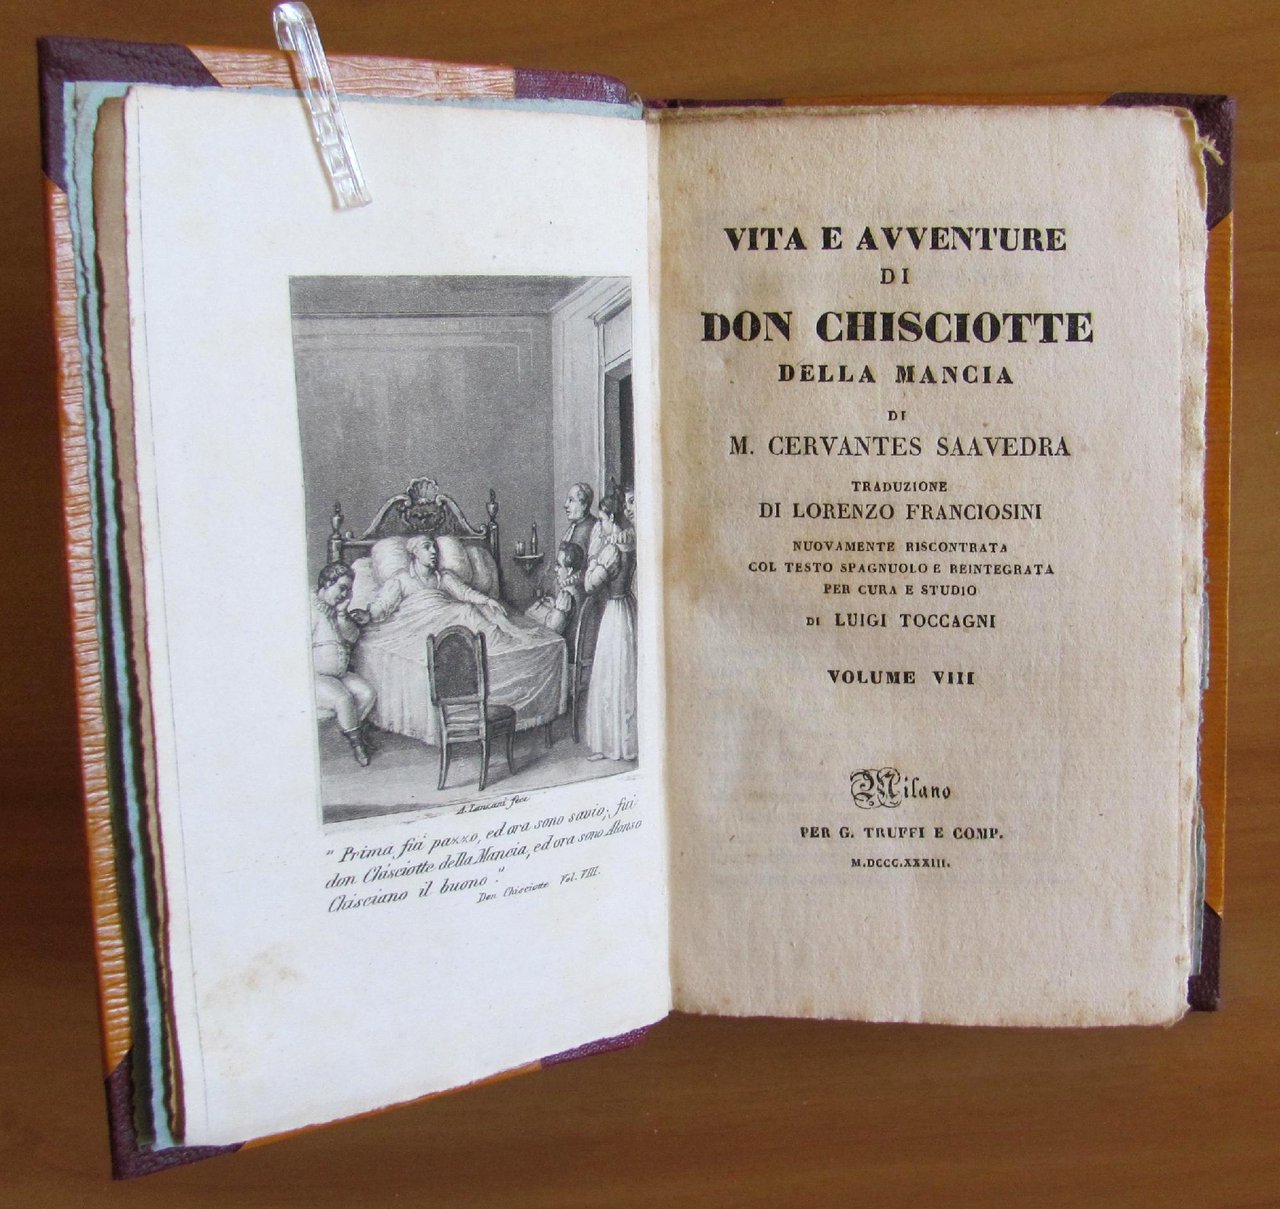 A. Lanzani fece
" Prima fui pazzo, ed ora sono savio; fui
don Chisciotte della Mancia, ed ora sono Alonso
Chisciano il buono."
Don Chisciotte Vol. VIII.
VITA E AVVENTURE
DI
DON CHISCIOTTE
DELLA MANCIA
DI
M. CERVANTES SAAVEDRA
TRADUZIONE
DI LORENZO FRANCIOSINI
NUOVAMENTE RISCONTRATA
COL TESTO SPAGNUOLO E REINTEGRATA
PER CURA E STUDIO
DI LUIGI TOCCAGNI
VOLUME VIII
Milano
PER G. TRUFFI E COMP.
M.DCCC.XXXIII.